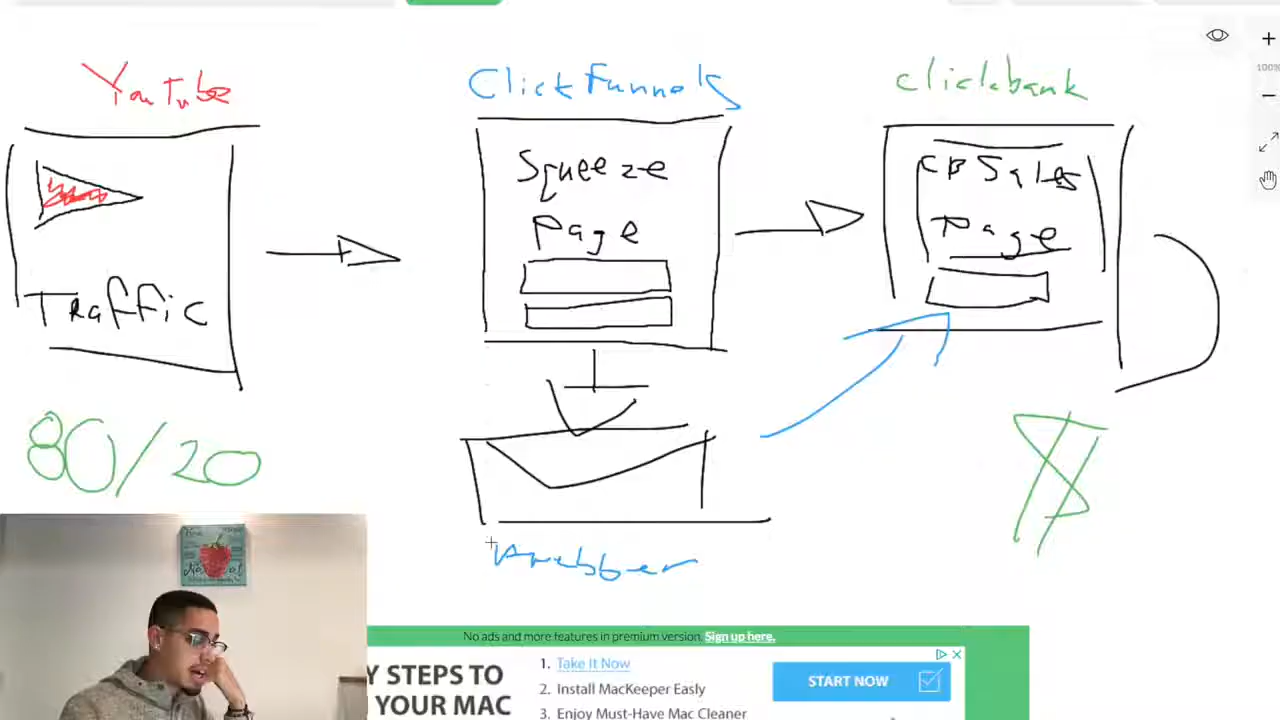 YouTube
ClickFunnels
clickbank
Squeeze
Page
CB Sales
Page
Traffic
80/20
$
100%
No ads and more features in premium version. Sign up here.
Y STEPS TO
YOUR MAC
1. Take It Now
2. Install MacKeeper Easily
3. Enjoy Must-Have Mac Cleaner
START NOW